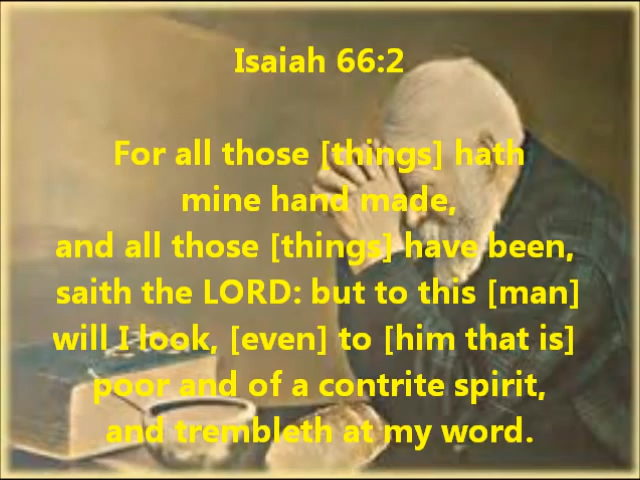 Isaiah 66:2
For all those [things] hath
mine hand made,
and all those [things] have been,
saith the LORD: but to this [man]
will I look, [even] to [him that is]
poor and of a contrite spirit,
and trembleth at my word.